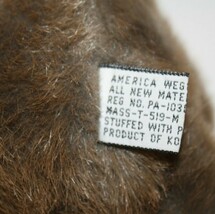 AMERICA WEG
ALL NEW MATE
REG NO. PA-103
MASS-T-519-M
STUFFED WITH P
PRODUCT OF KO